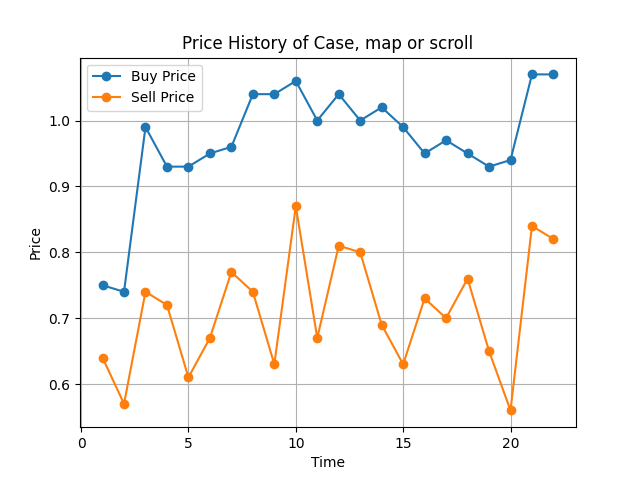 Price History of Case, map or scroll
Buy Price
Sell Price
1.0
0.9
0.8
0.7
0.6
Price
0 5 10 15 20
Time